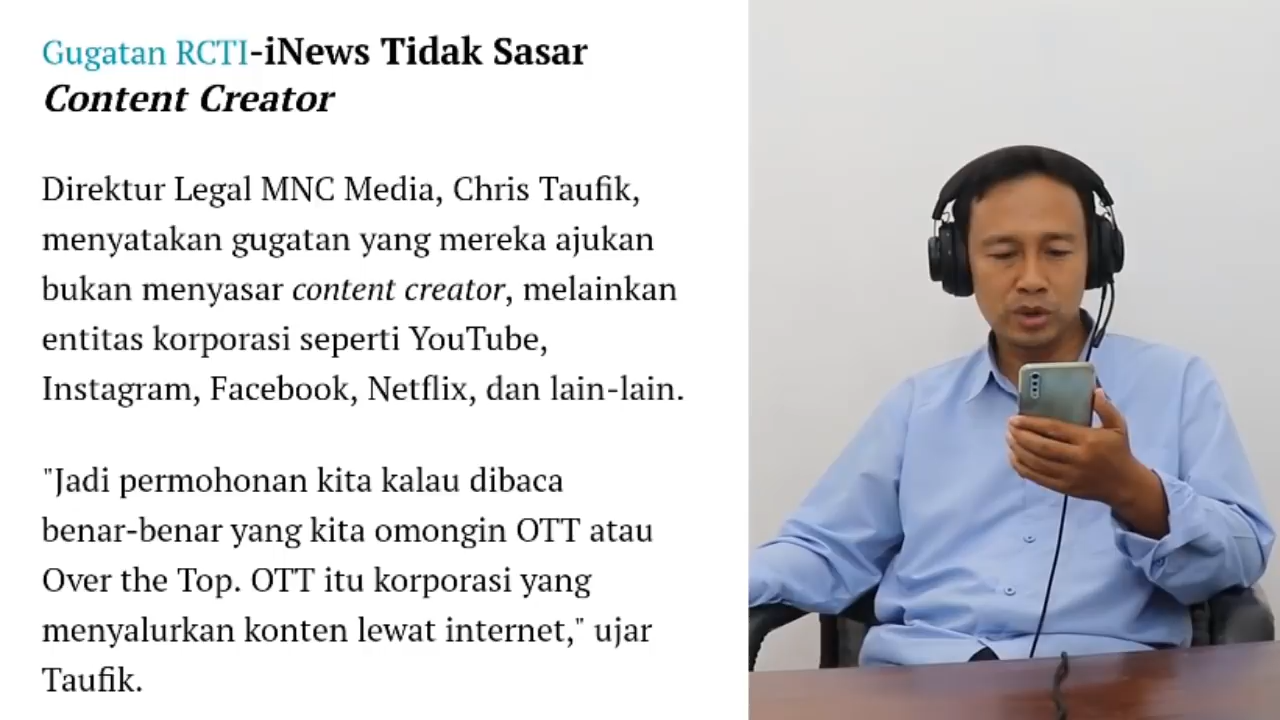 Gugatan RCTI-iNews Tidak Sasar
Content Creator
Direktur Legal MNC Media, Chris Taufik,
menyatakan gugatan yang mereka ajukan
bukan menyasar content creator, melainkan
entitas korporasi seperti YouTube,
Instagram, Facebook, Netflix, dan lain-lain.
"Jadi permohonan kita kalau dibaca
benar-benar yang kita omongin OTT atau
Over the Top. OTT itu korporasi yang
menyalurkan konten lewat internet," ujar
Taufik.